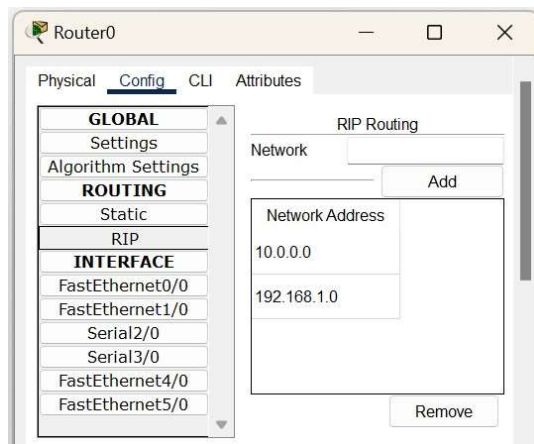 Router0
Physical Config CLI Attributes
GLOBAL
Settings
Algorithm Settings
ROUTING
Static
RIP
INTERFACE
FastEthernet0/0
FastEthernet1/0
Serial2/0
Serial3/0
FastEthernet4/0
FastEthernet5/0
RIP Routing
Network
Add
Network Address
10.0.0.0
192.168.1.0
Remove